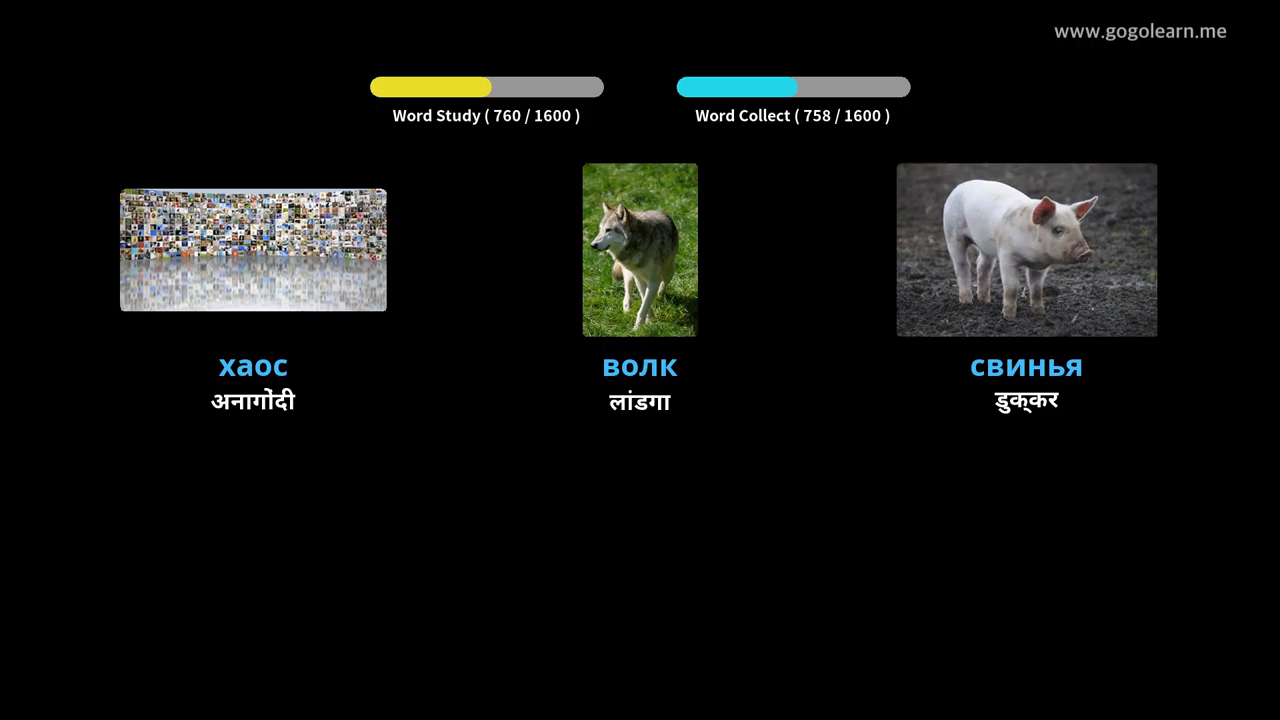 www.gogolearn.me
Word Study ( 760 / 1600 )
Word Collect ( 758 / 1600 )
хаос
волк
свинья
अनागोंदी
लांडगा
डुक्कर